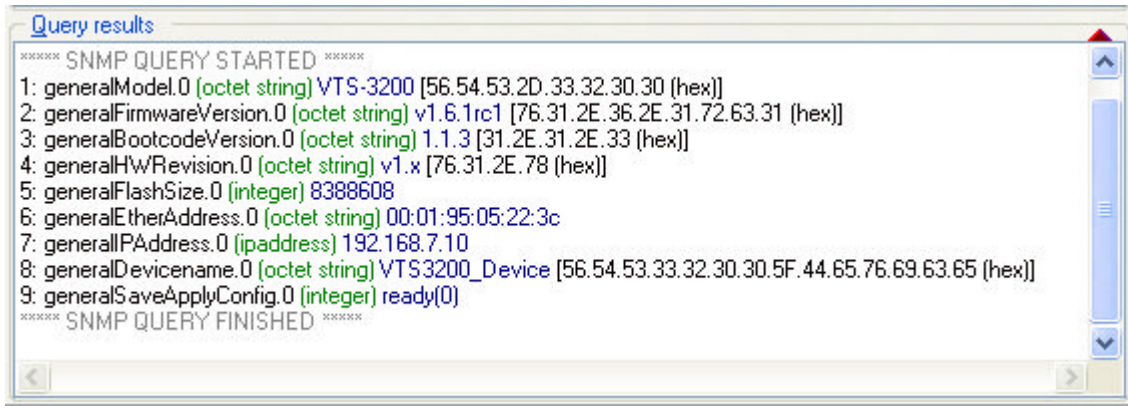 Query results
***** SNMP QUERY STARTED *****
1: generalModel.0 (octet string) VTS-3200 [56.54.53.2D.33.32.30.30 (hex)]
2: generalFirmwareVersion.0 (octet string) v1.6.1rc1 [76.31.2E.36.2E.31.72.63.31 (hex)]
3: generalBootcodeVersion.0 (octet string) 1.1.3 [31.2E.31.2E.33 (hex)]
4: generalHWRevision.0 (octet string) v1.x [76.31.2E.78 (hex)]
5: generalFlashSize.0 (integer) 8388608
6: generalEtherAddress.0 (octet string) 00:01:95:05:22:3c
7: generalIPAddress.0 (ipaddress) 192.168.7.10
8: generalDevicename.0 (octet string) VTS3200_Device [56.54.53.33.32.30.30.5F.44.65.76.69.63.65 (hex)]
9: generalSaveApplyConfig.0 (integer) ready(0)
***** SNMP QUERY FINISHED *****